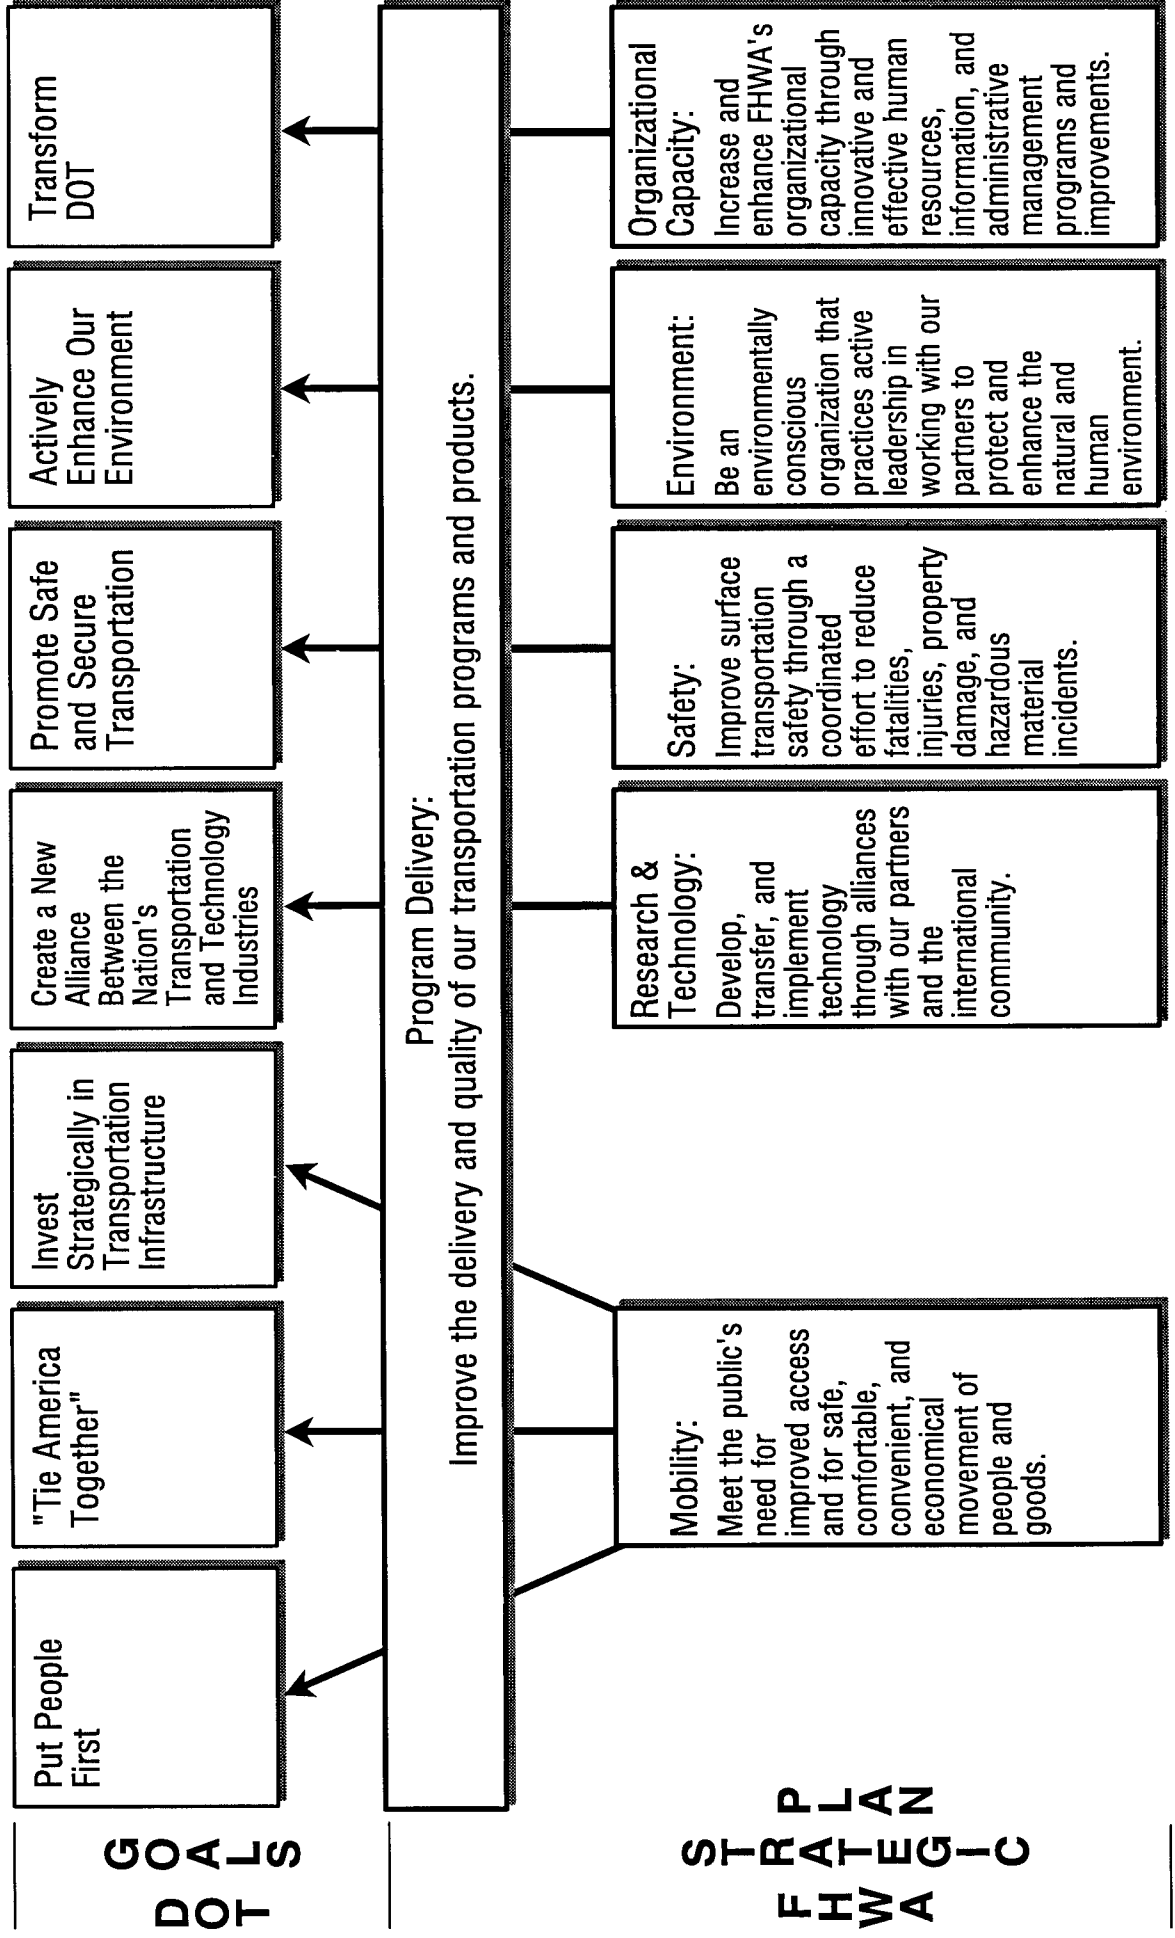 DOT
GOALS
Put People
First
"Tie America
Together"
Invest
Strategically in
Transportation
Infrastructure
Create a New
Alliance
Between the
Nation's
Transportation
and Technology
Industries
Promote Safe
and Secure
Transportation
Actively
Enhance Our
Environment
Transform
DOT
Program Delivery:
Improve the delivery and quality of our transportation programs and products.
FHWA
STRATEGIC
PLAN
Mobility:
Meet the public's
need for
improved access
and for safe,
comfortable,
convenient, and
economical
movement of
people and
goods.
Research &
Technology:
Develop,
transfer, and
implement
technology
through alliances
with our partners
and the
international
community.
Safety:
Improve surface
transportation
safety through a
coordinated
effort to reduce
fatalities,
injuries, property
damage, and
hazardous
material
incidents.
Environment:
Be an
environmentally
conscious
organization that
practices active
leadership in
working with our
partners to
protect and
enhance the
natural and
human
environment.
Organizational
Capacity:
Increase and
enhance FHWA's
organizational
capacity through
innovative and
effective human
resources,
information, and
administrative
management
programs and
improvements.